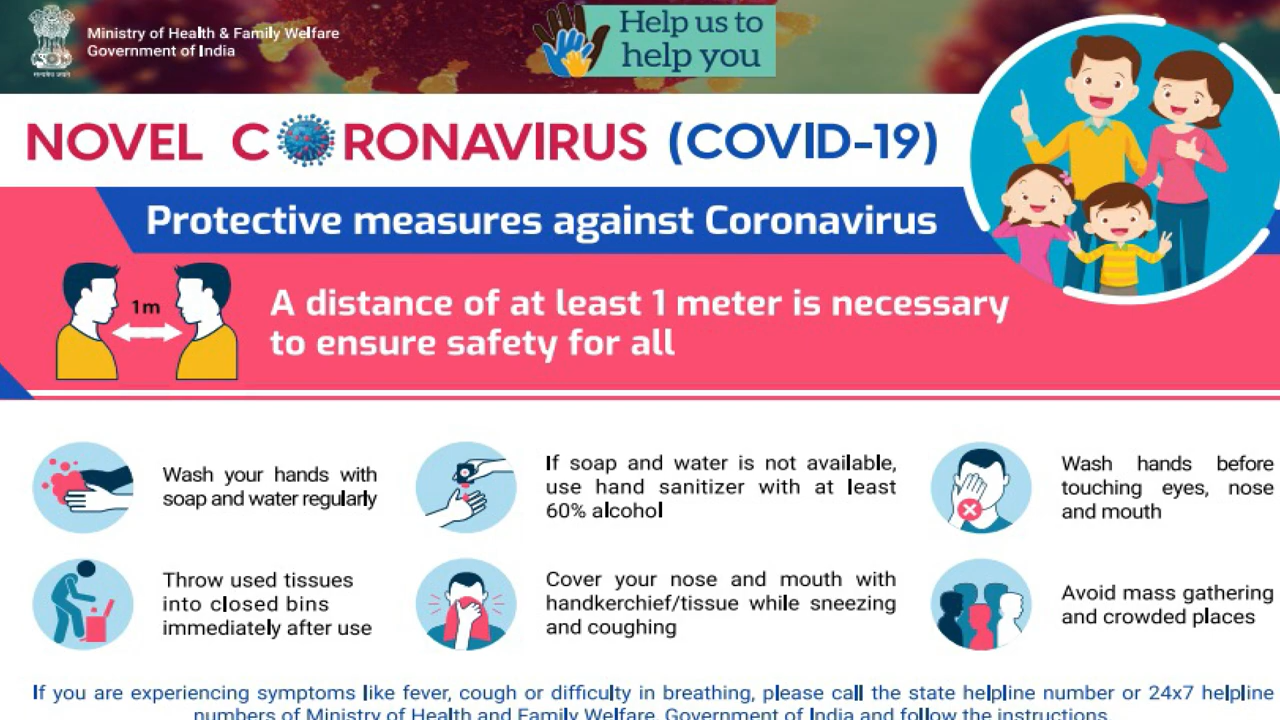 Ministry of Health & Family Welfare
Government of India
सत्यमेव जयते
Help us to
help you
NOVEL CORONAVIRUS (COVID-19)
Protective measures against Coronavirus
1m
A distance of at least 1 meter is necessary
to ensure safety for all
Wash your hands with
soap and water regularly
If soap and water is not available,
use hand sanitizer with at least
60% alcohol
Wash hands before
touching eyes, nose
and mouth
Throw used tissues
into closed bins
immediately after use
Cover your nose and mouth with
handkerchief/tissue while sneezing
and coughing
Avoid mass gathering
and crowded places
If you are experiencing symptoms like fever, cough or difficulty in breathing, please call the state helpline number or 24x7 helpline
numbers of Ministry of Health and Family Welfare, Government of India and follow the instructions.